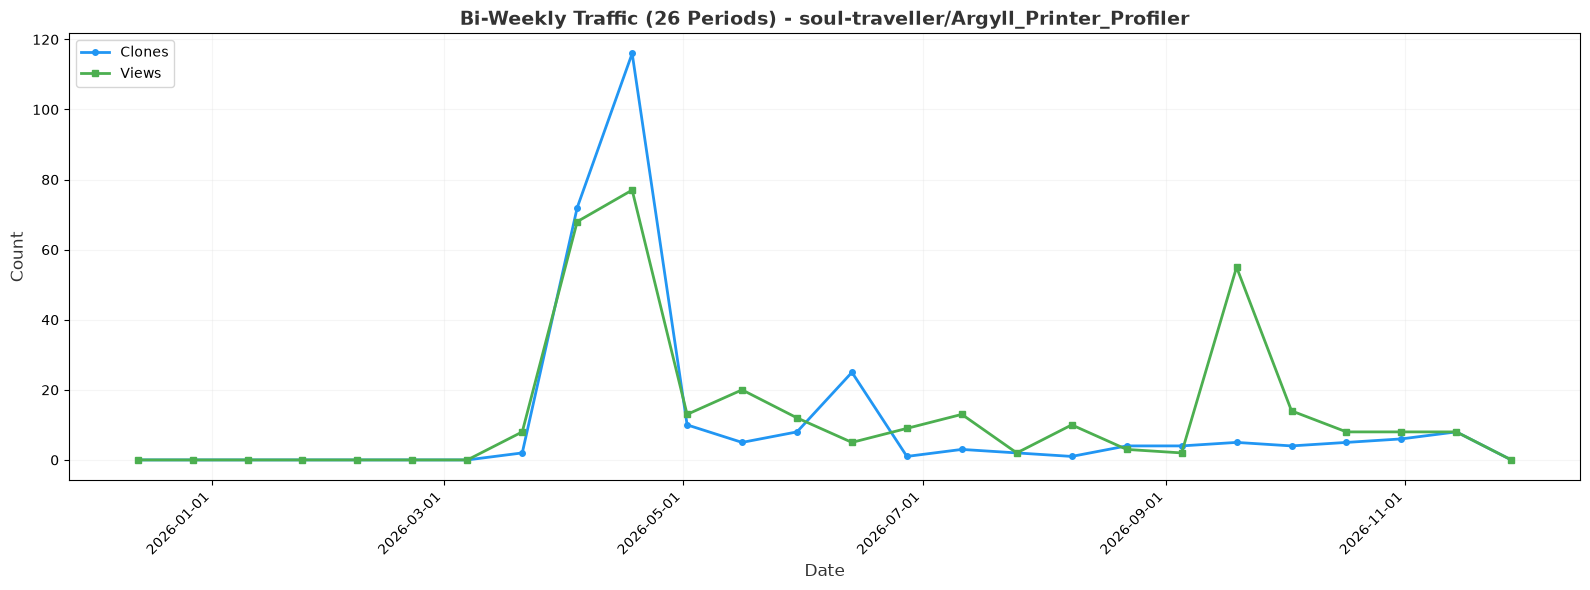 Bi-Weekly Traffic (26 Periods) - soul-traveller/Argyll_Printer_Profiler
Clones
Views
Count
120
100
80
60
40
20
0
2026-01-01
2026-03-01
2026-05-01
2026-07-01
2026-09-01
2026-11-01
Date